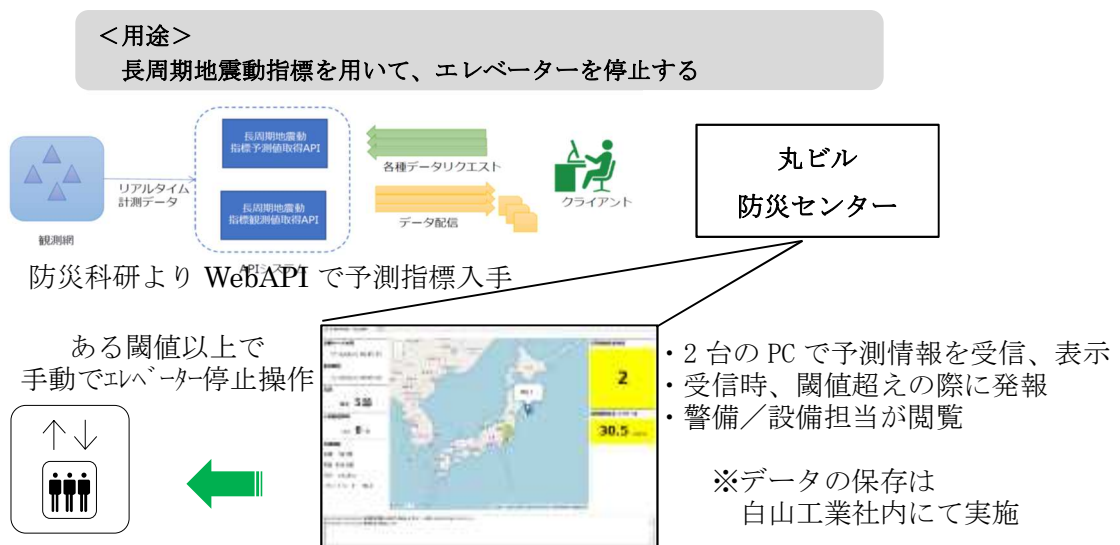 ＜用途＞
長周期地震動指標を用いて、エレベーターを停止する
長周期地震動
指標予測値取得API
長周期地震動
指標観測値取得API
リアルタイム
計測データ
観測網
APIシステム
各種データリクエスト
データ配信
クライアント
丸ビル
防災センター
防災科研より WebAPI で予測指標入手
ある閾値以上で
手動でｴﾚﾍﾞｰﾀｰ停止操作
2
30.5
・2 台の PC で予測情報を受信、表示
・受信時、閾値超えの際に発報
・警備／設備担当が閲覧
※データの保存は
白山工業社内にて実施